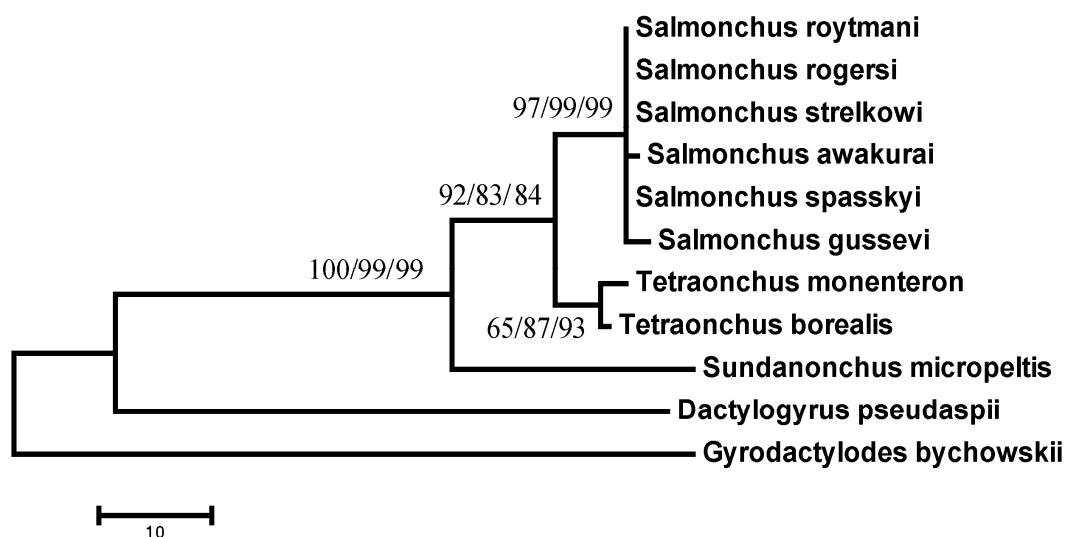 Salmonchus roytmani
Salmonchus rogersi
97/99/99
Salmonchus strelkowi
Salmonchus awakurai
92/83/84
Salmonchus spasskyi
Salmonchus gussevi
100/99/99
Tetraonchus monenteron
65/87/93
Tetraonchus borealis
Sundanonchus micropeltis
Dactylogyrus pseudaspii
Gyrodactylodes bychowskii
10